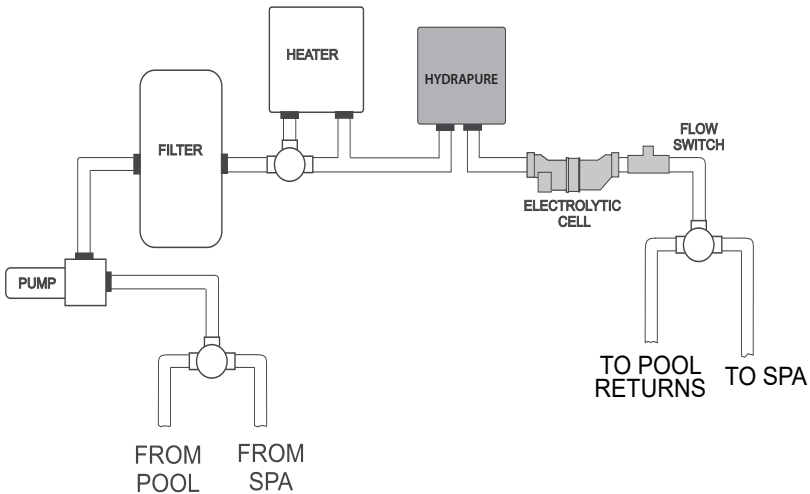 HEATER
HYDRAPURE
FILTER
FLOW
SWITCH
ELECTROLYTIC
CELL
PUMP
TO POOL
RETURNS
TO SPA
FROM
POOL
FROM
SPA